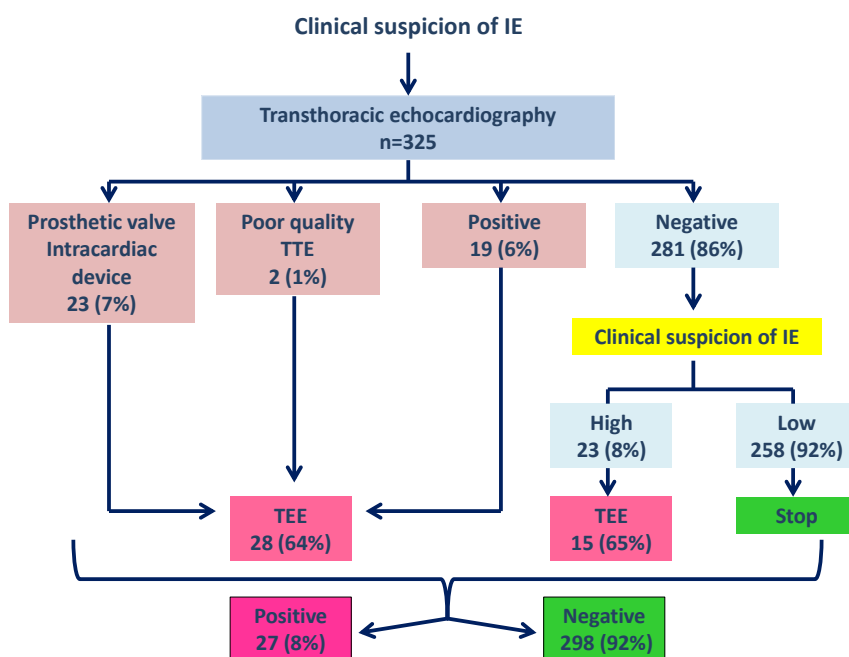 Clinical suspicion of IE
Transthoracic echocardiography
n=325
Prosthetic valve
Intracardiac
device
23 (7%)
Poor quality
TTE
2 (1%)
Positive
19 (6%)
Negative
281 (86%)
Clinical suspicion of IE
High
23 (8%)
Low
258 (92%)
TEE
28 (64%)
TEE
15 (65%)
Stop
Positive
27 (8%)
Negative
298 (92%)